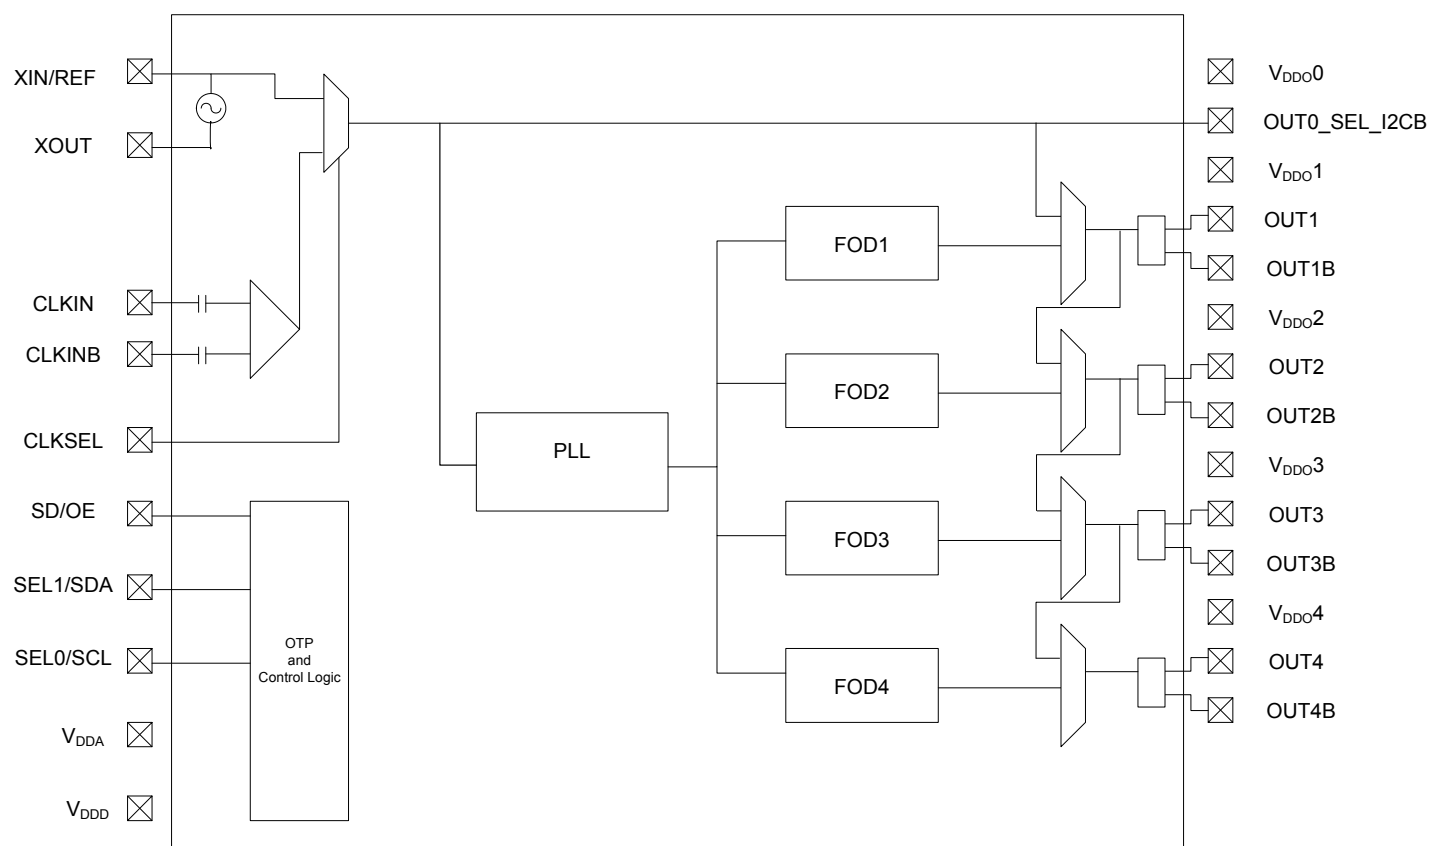 XIN/REF
XOUT
CLKIN
CLKINB
CLKSEL
SD/OE
SEL1/SDA
SEL0/SCL
VDDA
VDDD
OTP
and
Control Logic
PLL
FOD1
FOD2
FOD3
FOD4
VDDO0
OUT0_SEL_I2CB
VDDO1
OUT1
OUT1B
VDDO2
OUT2
OUT2B
VDDO3
OUT3
OUT3B
VDDO4
OUT4
OUT4B